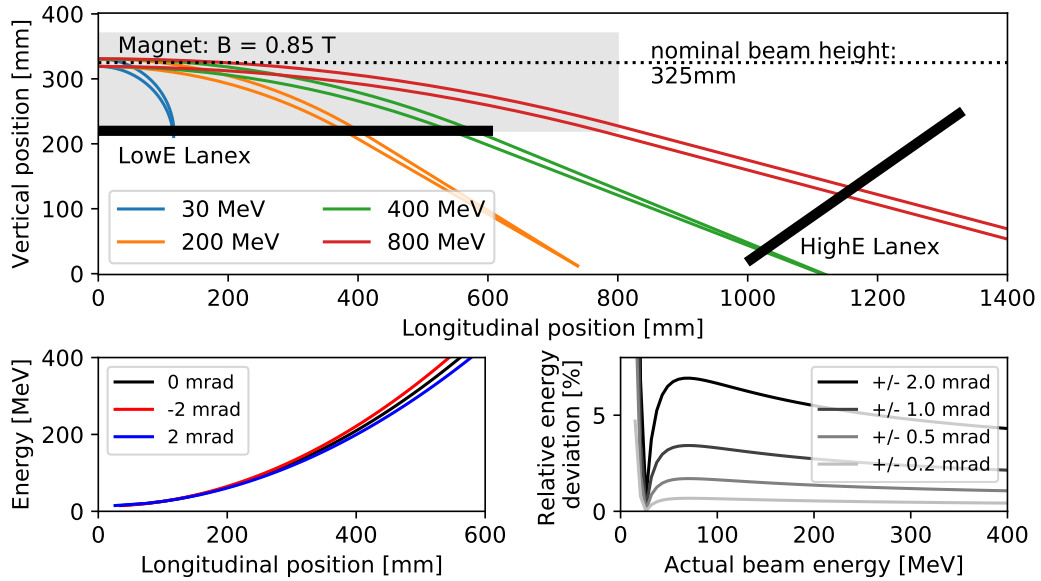 400
300
200
100
0
Vertical position [mm]
Magnet: B = 0.85 T
nominal beam height:
325mm
LowE Lanex
HighE Lanex
30 MeV
400 MeV
200 MeV
800 MeV
0
200
400
600
800
1000
1200
1400
Longitudinal position [mm]
400
200
0
Energy [MeV]
0 mrad
-2 mrad
2 mrad
0
200
400
600
Longitudinal position [mm]
5
0
Relative energy
deviation [%]
+/- 2.0 mrad
+/- 1.0 mrad
+/- 0.5 mrad
+/- 0.2 mrad
0
100
200
300
400
Actual beam energy [MeV]